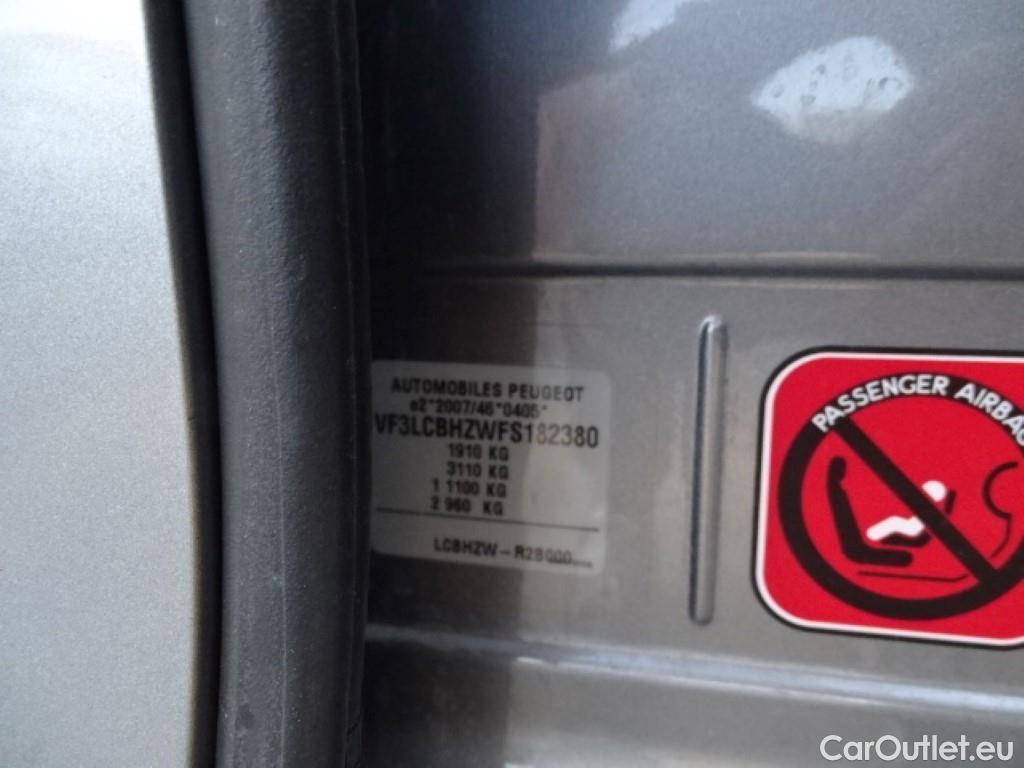 AUTOMOBILES PEUGEOT
e2*2007/46*0405*
VF3LCBHZWFS182380
1910 KG
3110 KG
1 1100 KG
2 960 KG
LCBHZW-R28000
PASSENGER AIRBAG
CarOutlet.eu